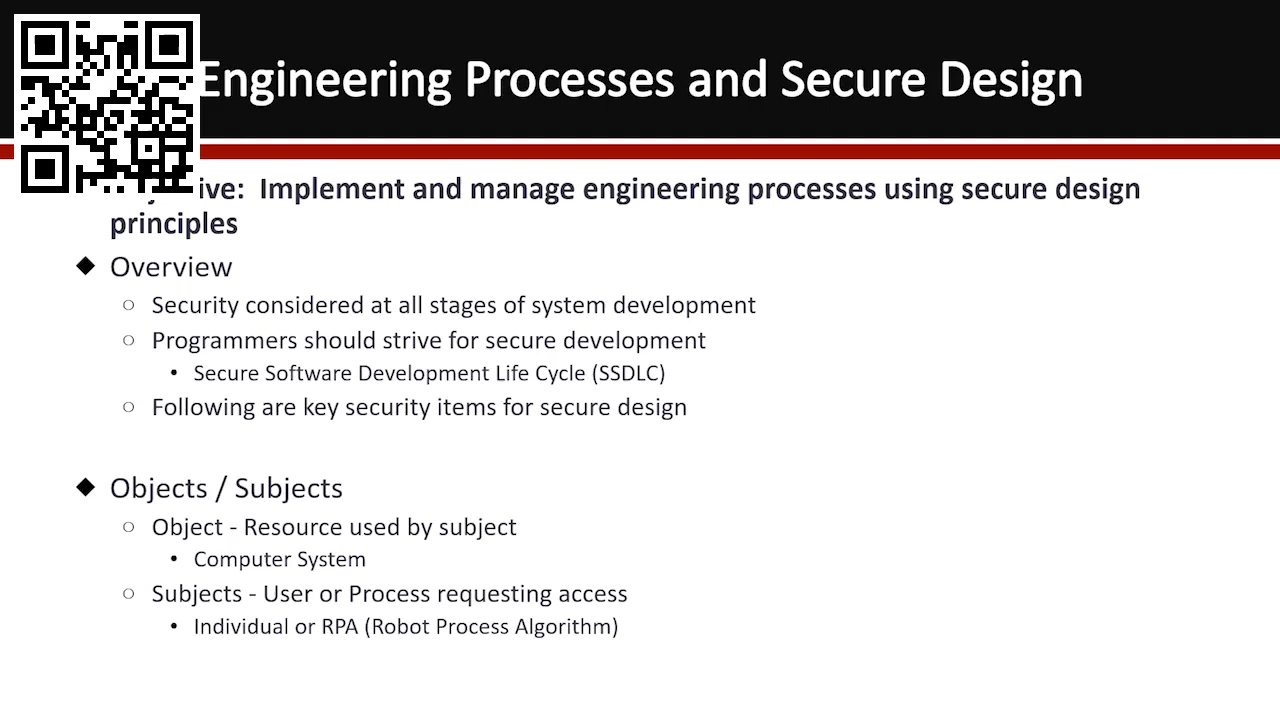 Engineering Processes and Secure Design
Implement and manage engineering processes using secure design
principles
Overview
Security considered at all stages of system development
Programmers should strive for secure development
Secure Software Development Life Cycle (SSDLC)
Following are key security items for secure design
Objects / Subjects
Object - Resource used by subject
Computer System
Subjects - User or Process requesting access
Individual or RPA (Robot Process Algorithm)